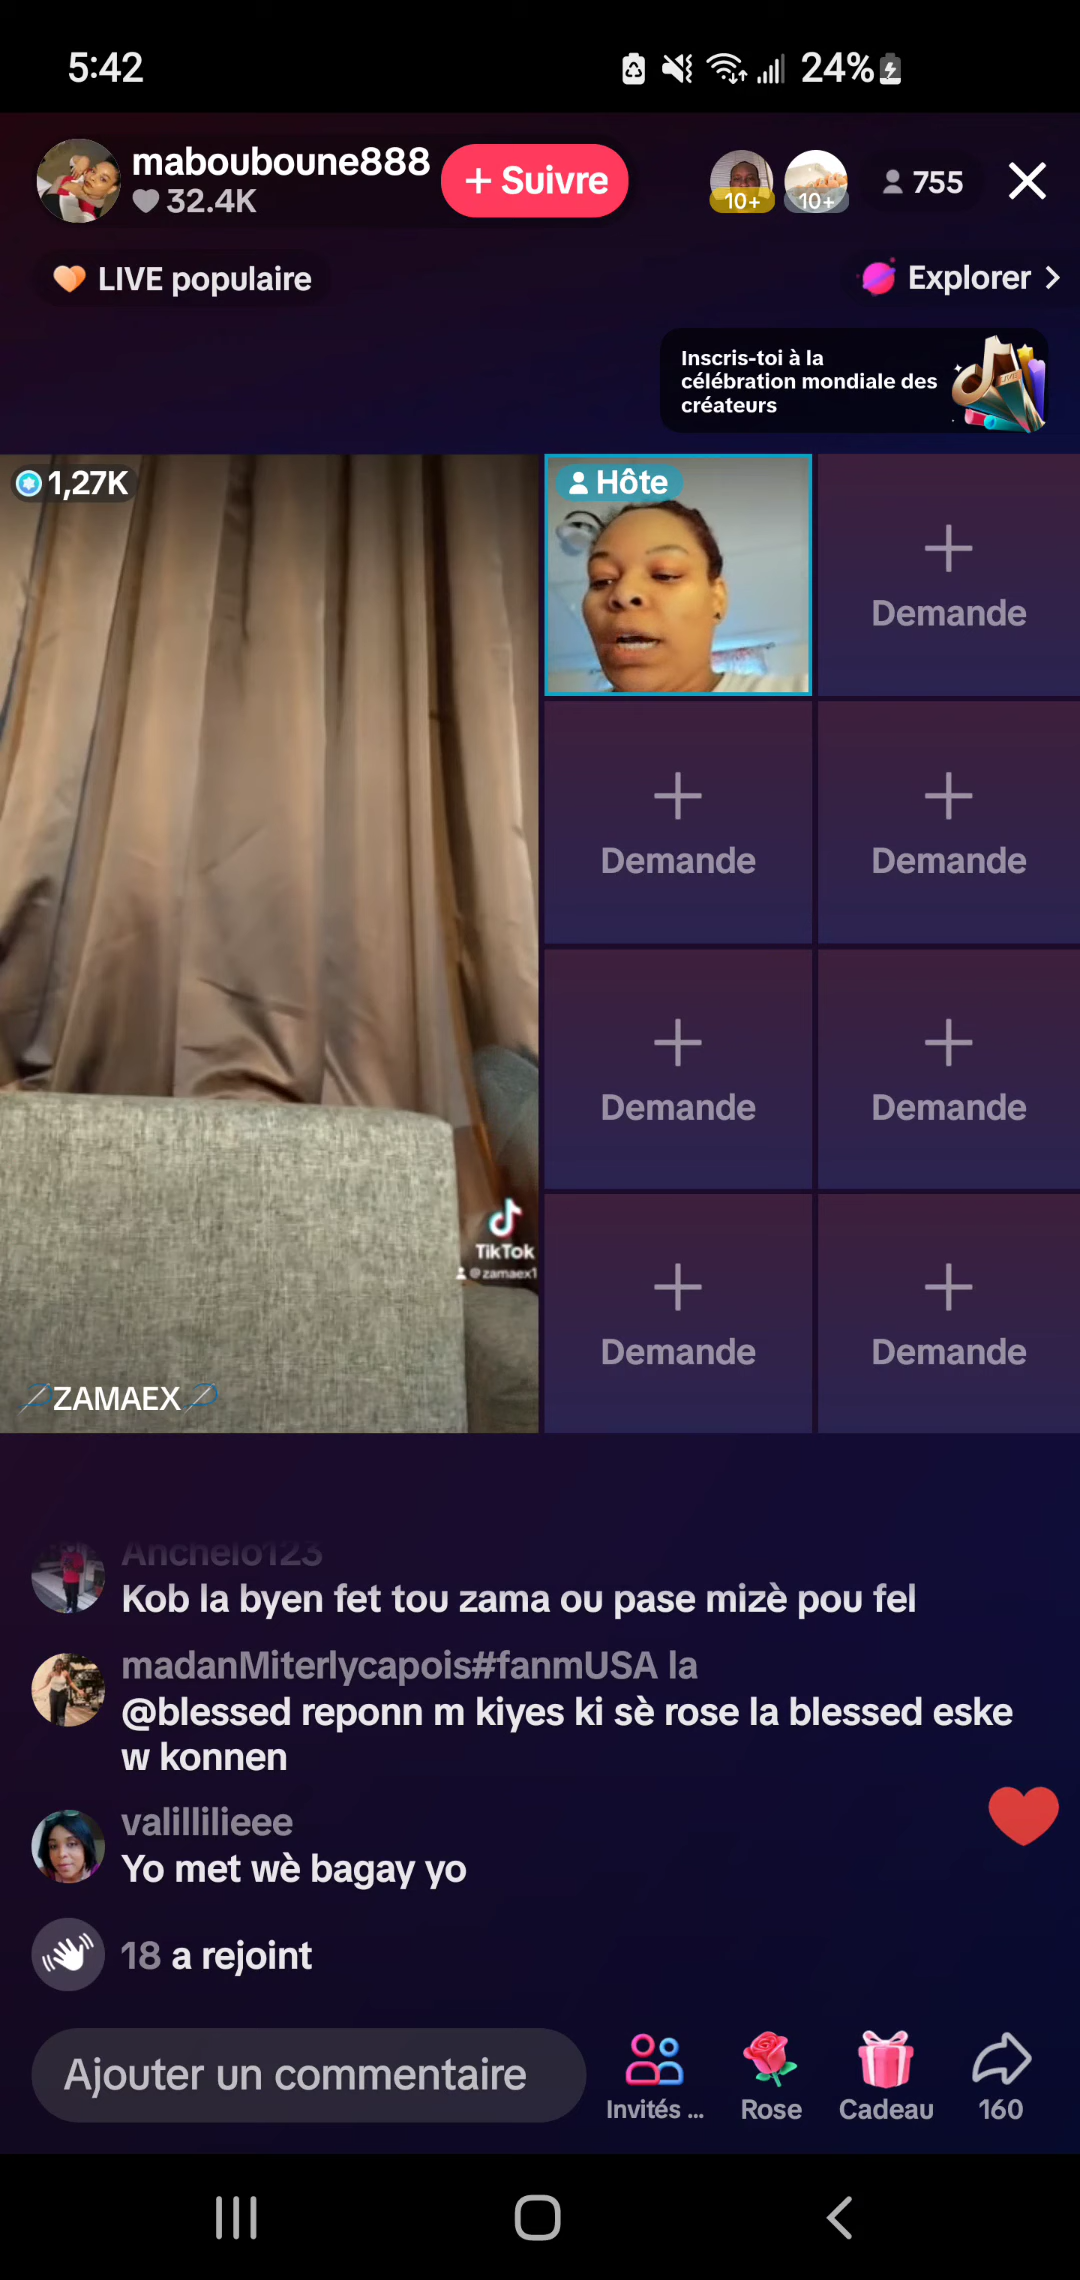 5:42
24%
mabouboune888
32.4K
+ Suivre
10+
10+
755
LIVE populaire
Explorer
Inscris-toi à la
célébration mondiale des
créateurs
1,27K
Hôte
Demande
Demande
Demande
Demande
Demande
Demande
Demande
TikTok
@zamaex1
ZAMAEX
Anchelo123
Kob la byen fet tou zama ou pase mizè pou fel
madanMiterlycapois#fanmUSA la
@blessed reponn m kiyes ki sè rose la blessed eske
w konnen
valillilieee
Yo met wè bagay yo
18 a rejoint
Ajouter un commentaire
Invités ...
Rose
Cadeau
160